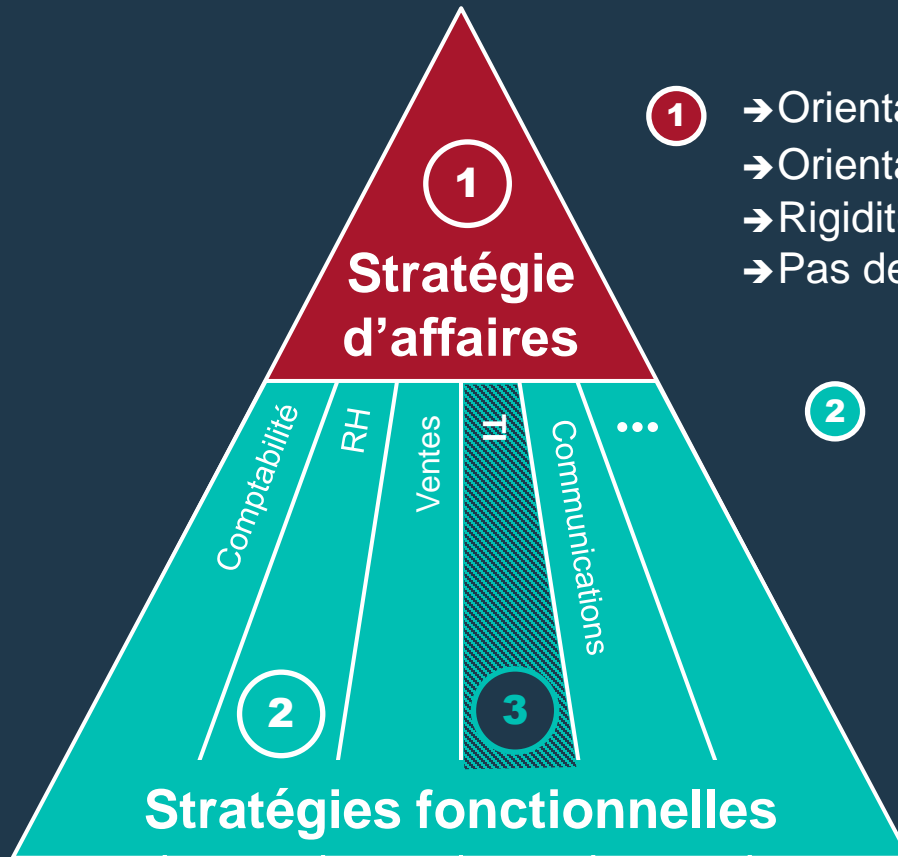 1
Stratégie
d’affaires
1
➔Orienta
➔Orienta
➔Rigidit
➔Pas de
2
Comptabilité
RH
Ventes
TI
Communications
...
2
3
Stratégies fonctionnelles